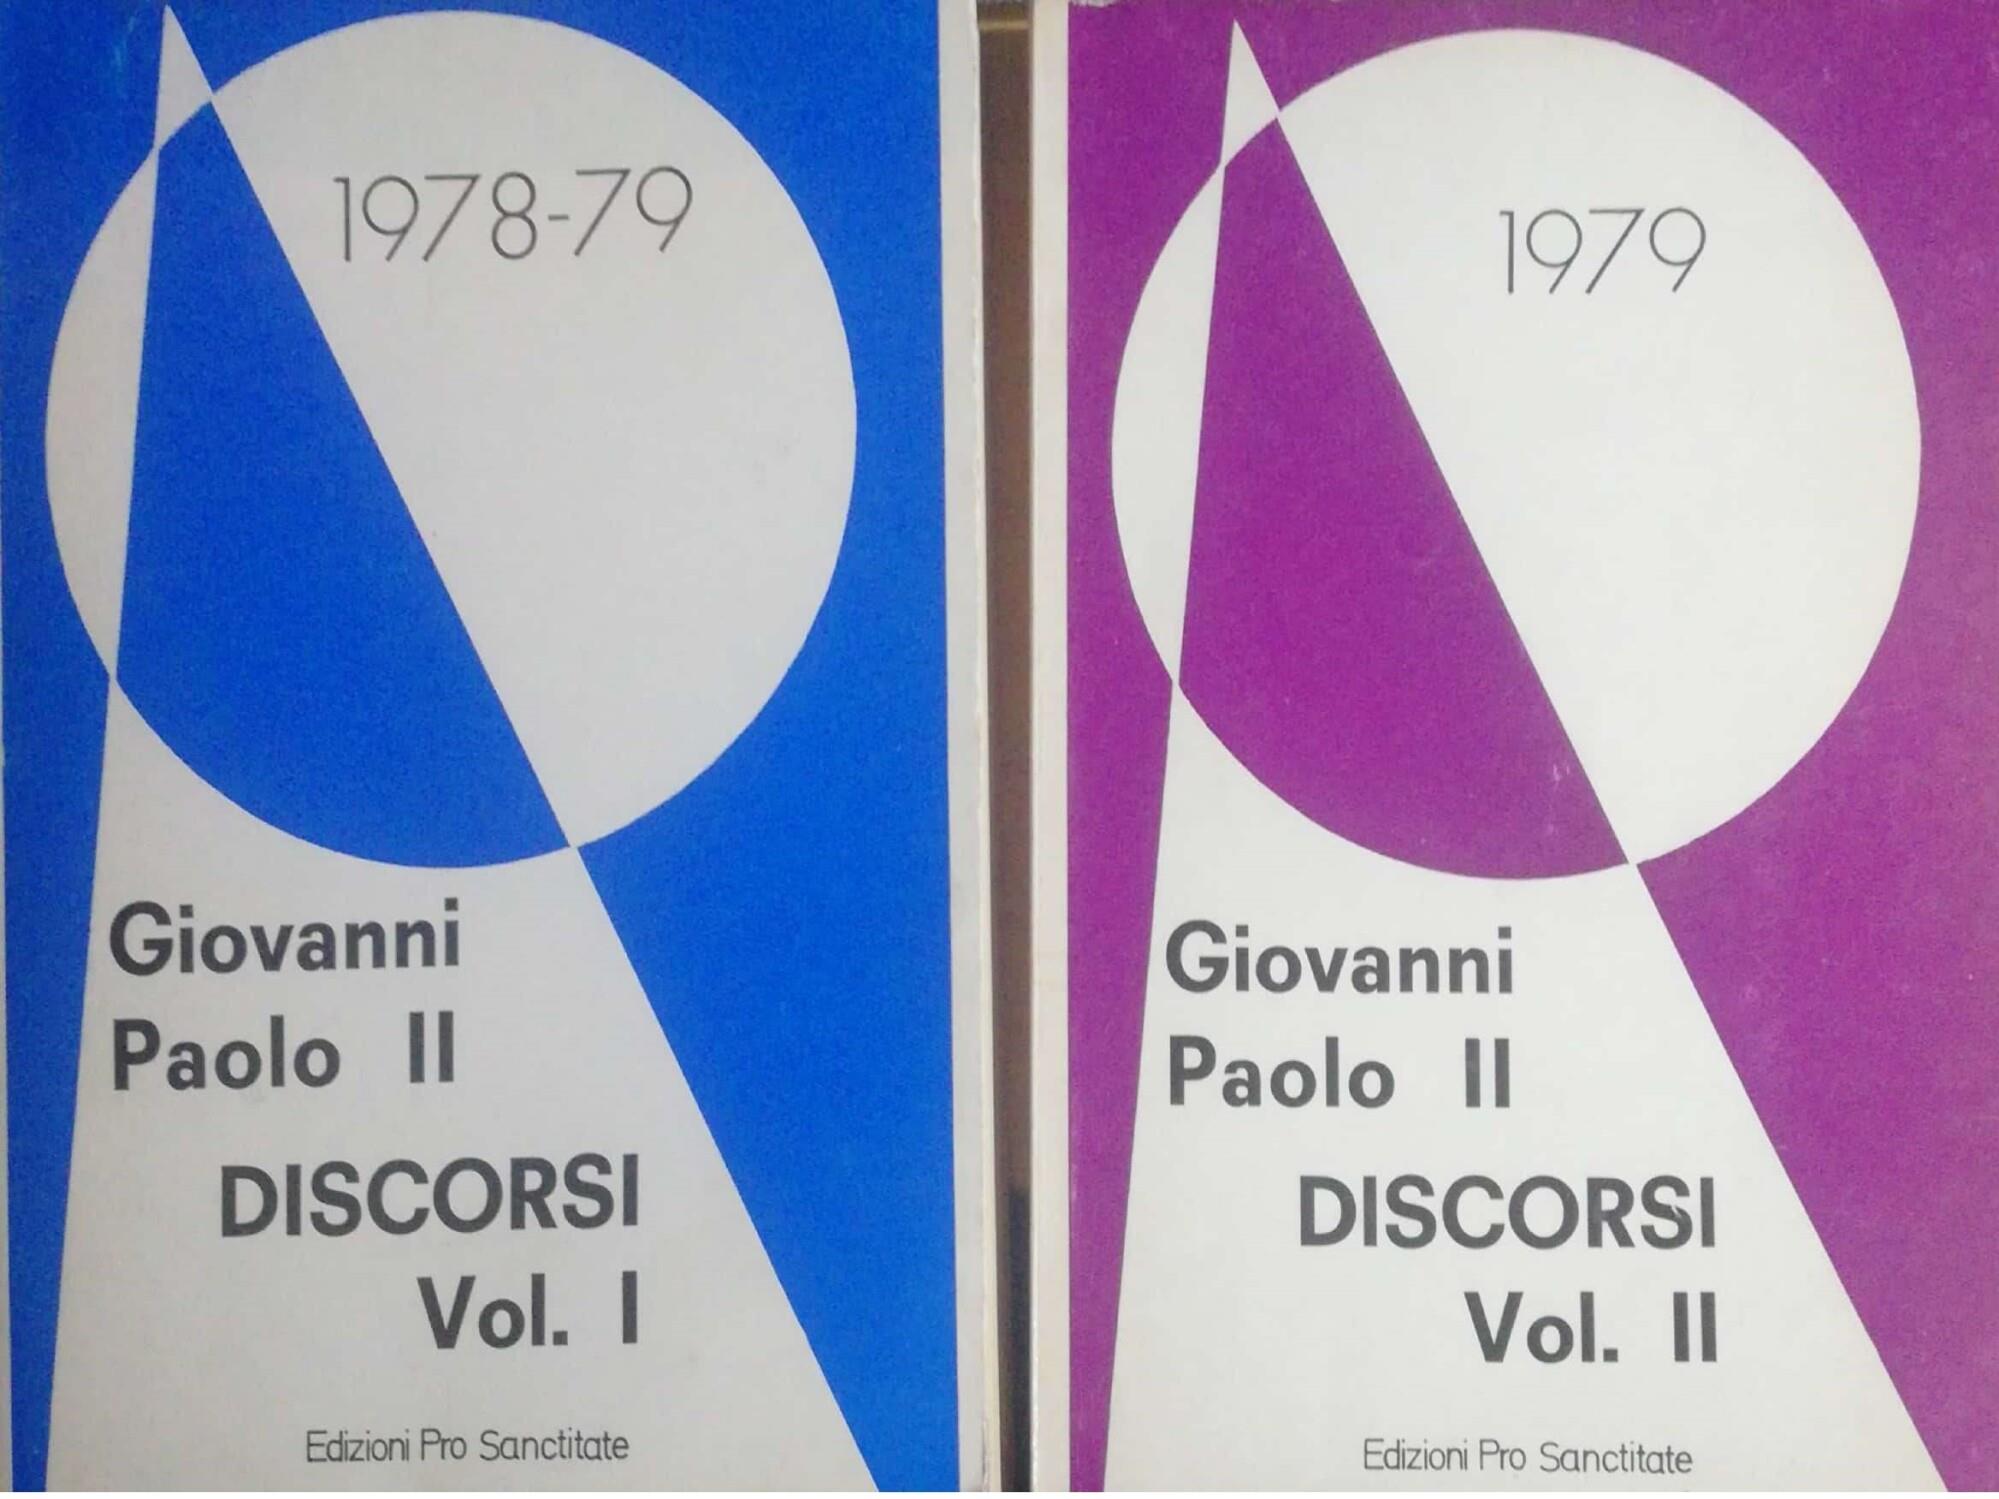 1978-79
Giovanni
Paolo II
DISCORSI
Vol. I
Edizioni Pro Sanctitate
1979
Giovanni
Paolo II
DISCORSI
Vol. II
Edizioni Pro Sanctitate